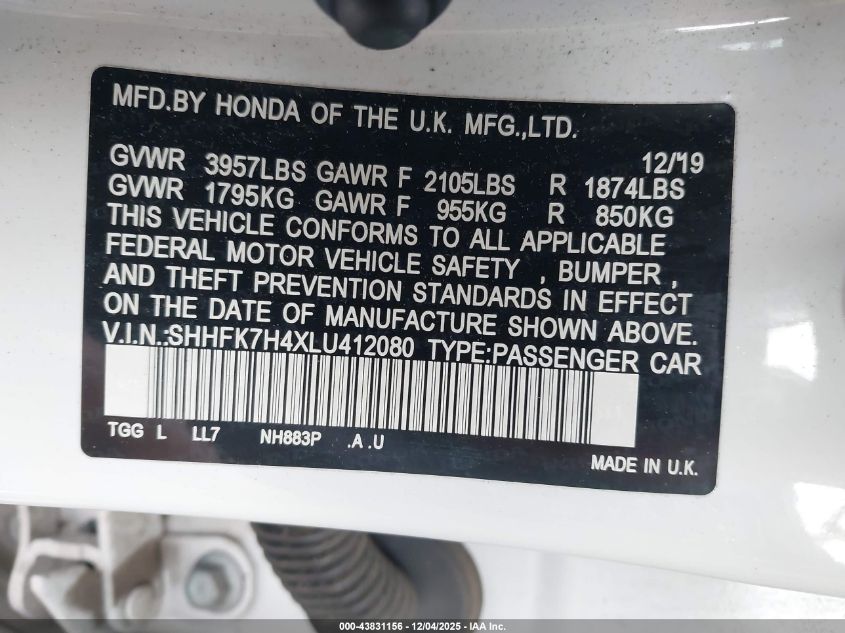 MFD.BY HONDA OF THE U.K. MFG.,LTD.
12/19
GVWR 3957LBS GAWR F 2105LBS R 1874LBS
GVWR 1795KG GAWR F 955KG R 850KG
THIS VEHICLE CONFORMS TO ALL APPLICABLE
FEDERAL MOTOR VEHICLE SAFETY , BUMPER ,
AND THEFT PREVENTION STANDARDS IN EFFECT
ON THE DATE OF MANUFACTURE SHOWN ABOVE.
V.I.N.:SHHFK7H4XLU412080 TYPE:PASSENGER CAR
TGG L LL7 NH883P .A .U
MADE IN U.K.
000-43831156 - 12/04/2025 - IAA Inc.